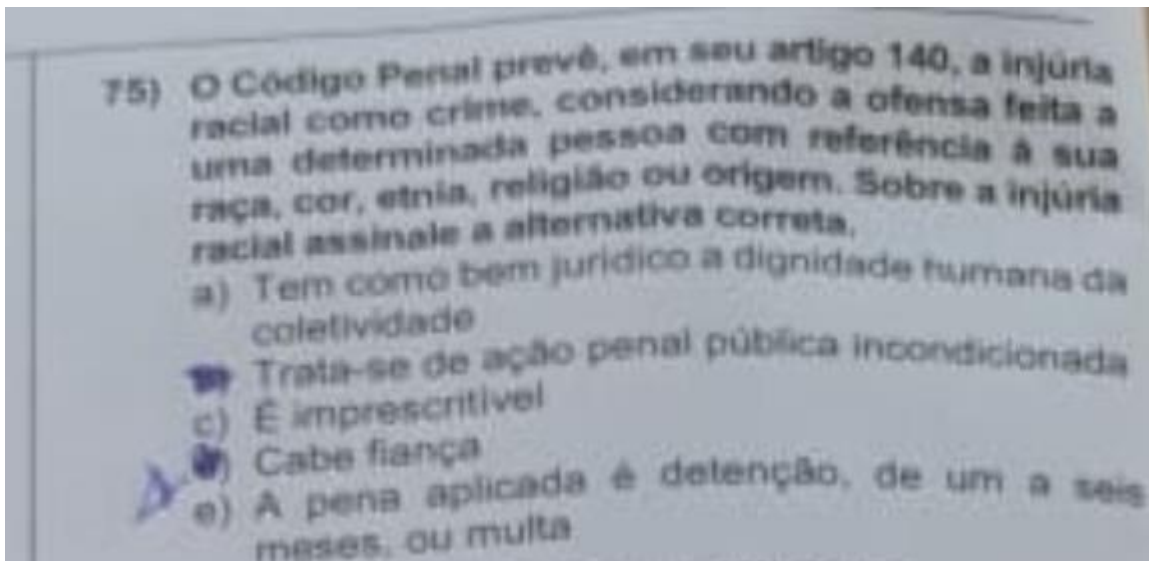 75) O Código Penal prevê, em seu artigo 140, a injúria
racial como crime, considerando a ofensa feita a
uma determinada pessoa com referência à sua
raça, cor, etnia, religião ou origem. Sobre a injúria
racial assinale a alternativa correta.
a) Tem como bem jurídico a dignidade humana da
coletividade
Trata-se de ação penal pública incondicionada
c) É imprescritível
Cabe fiança
e) A pena aplicada é detenção, de um a seis
meses, ou multa